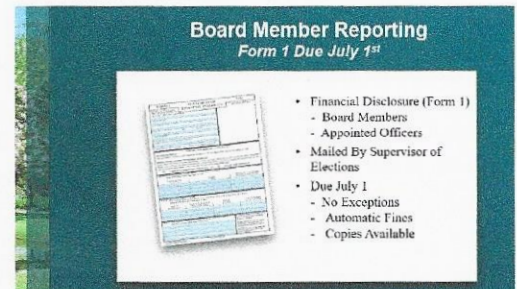 Board Member Reporting
Form 1 Due July 1st
• Financial Disclosure (Form 1)
- Board Members
- Appointed Officers
• Mailed By Supervisor of
Elections
• Due July 1
- No Exceptions
- Automatic Fines
- Copies Available